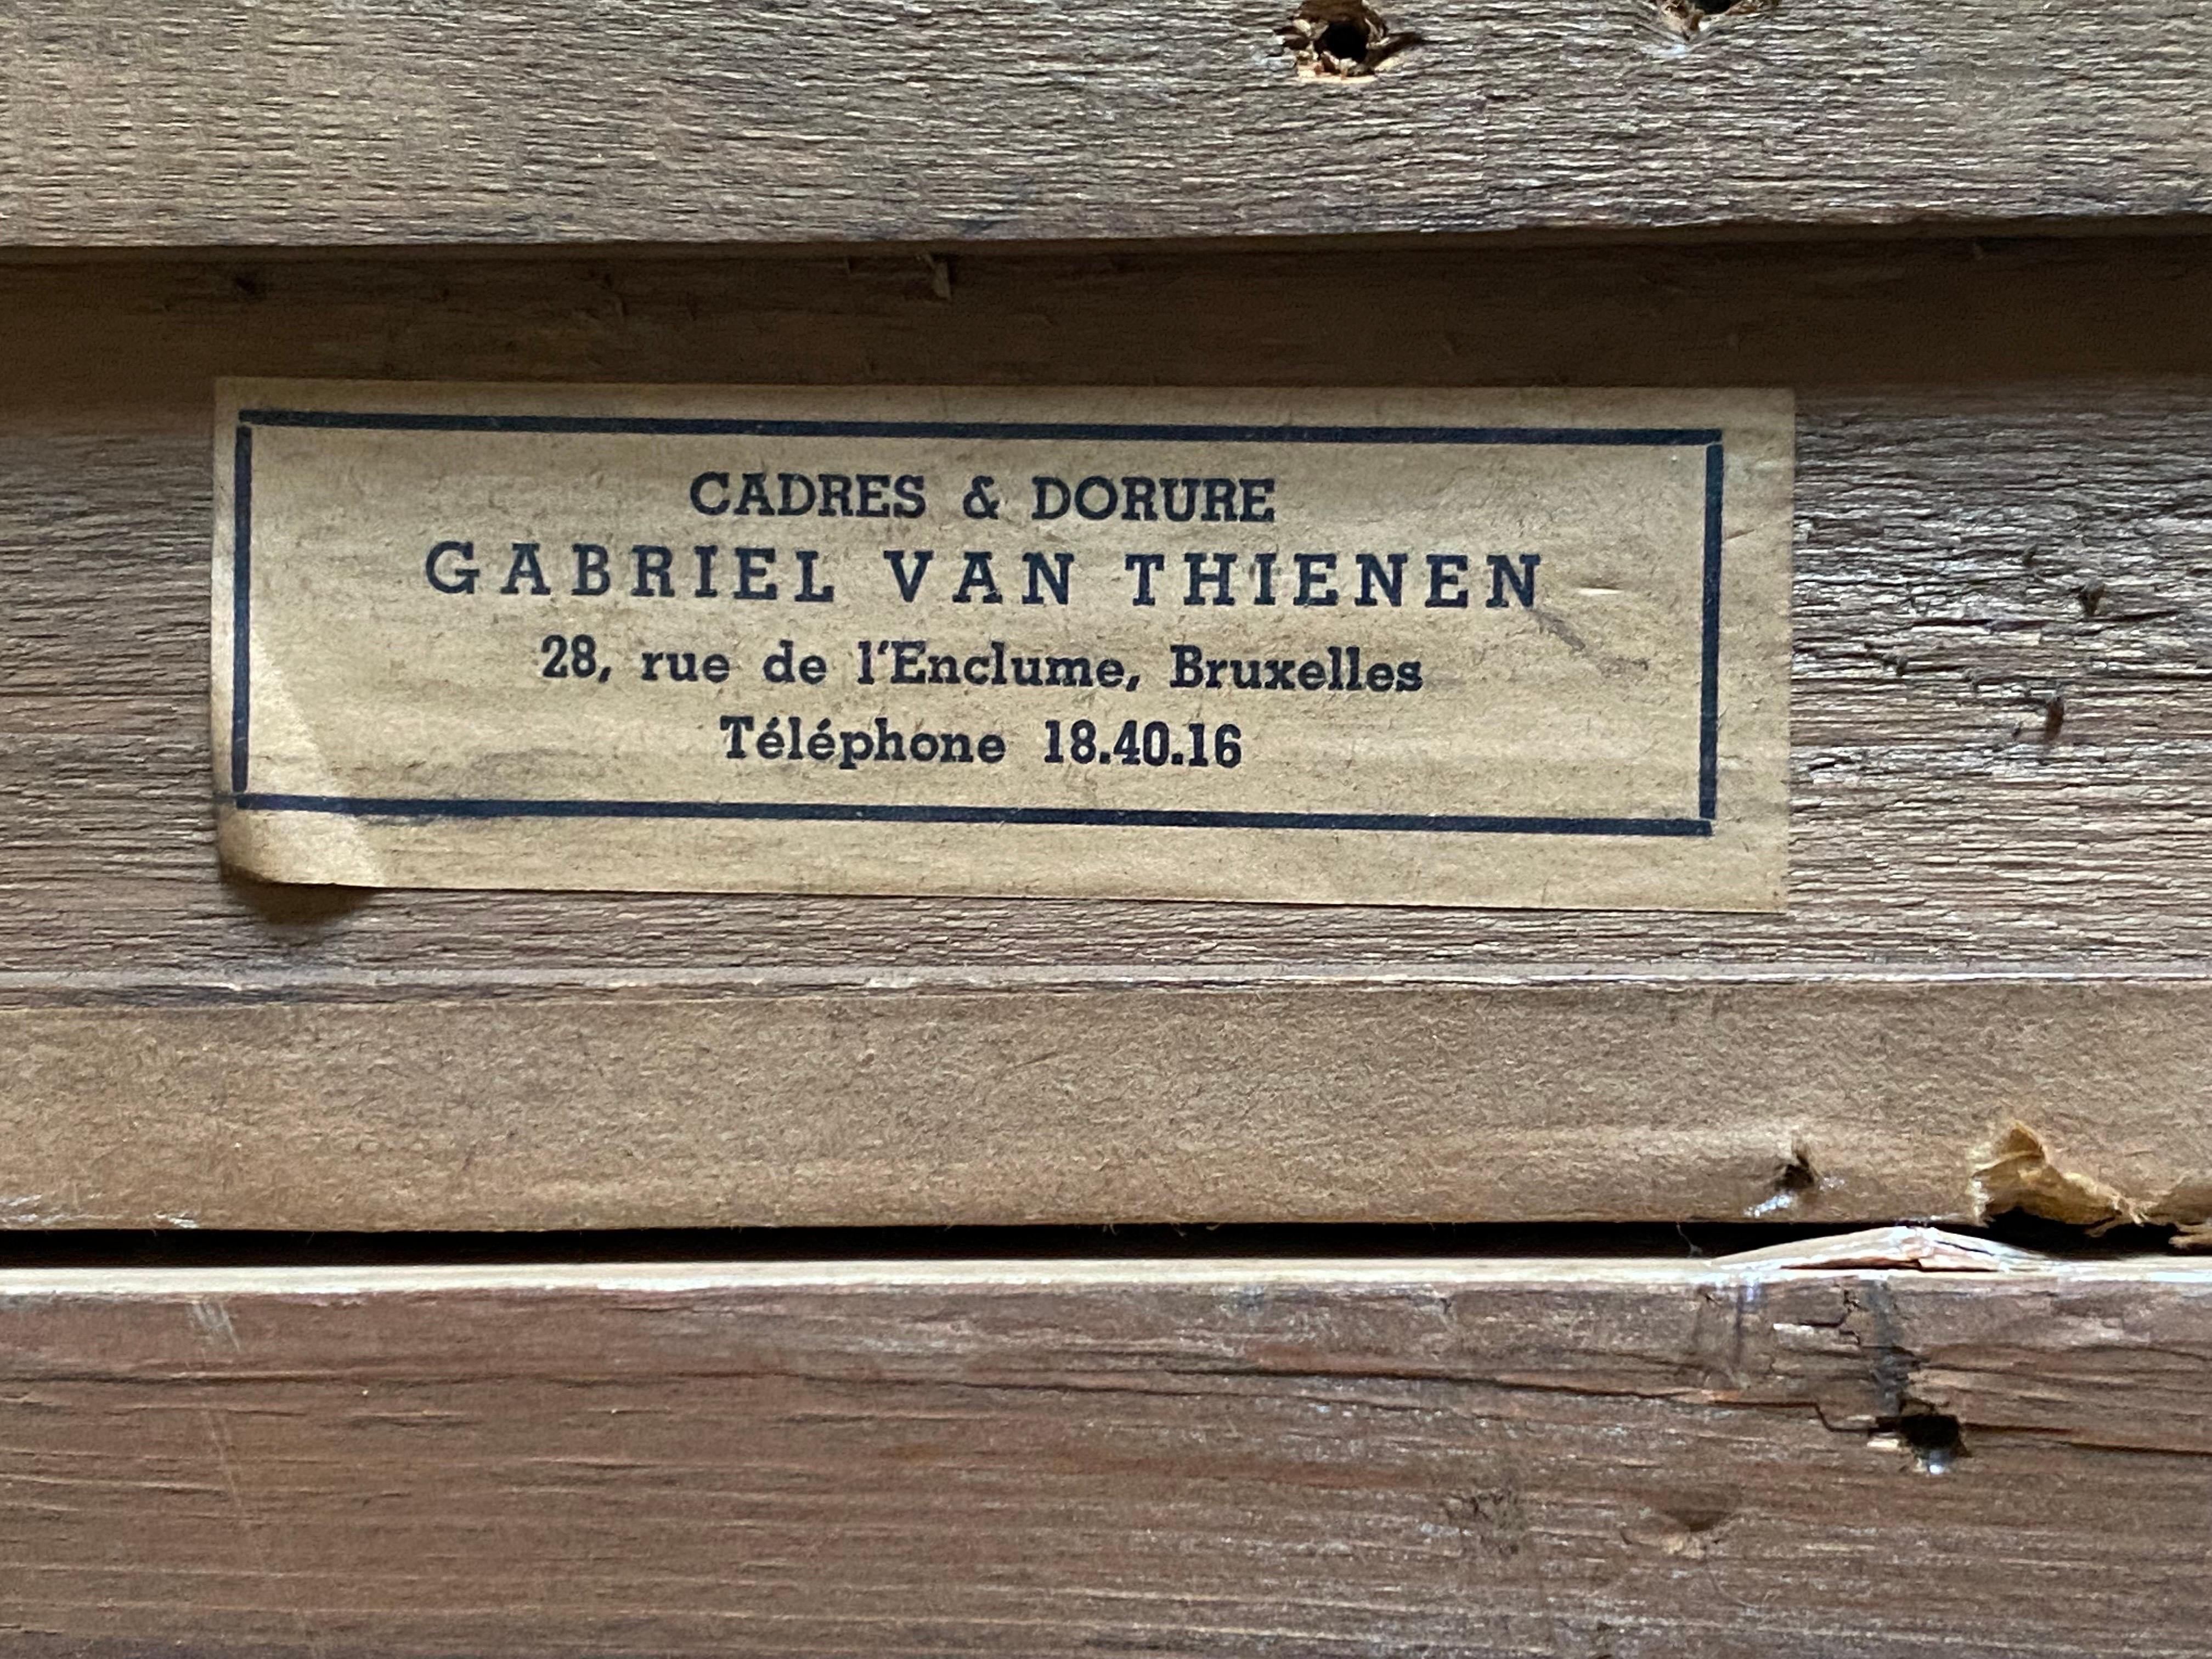 CADRES & DORURE
GABRIEL VAN THIENEN
28, rue de l'Enclume, Bruxelles
Téléphone 18.40.16